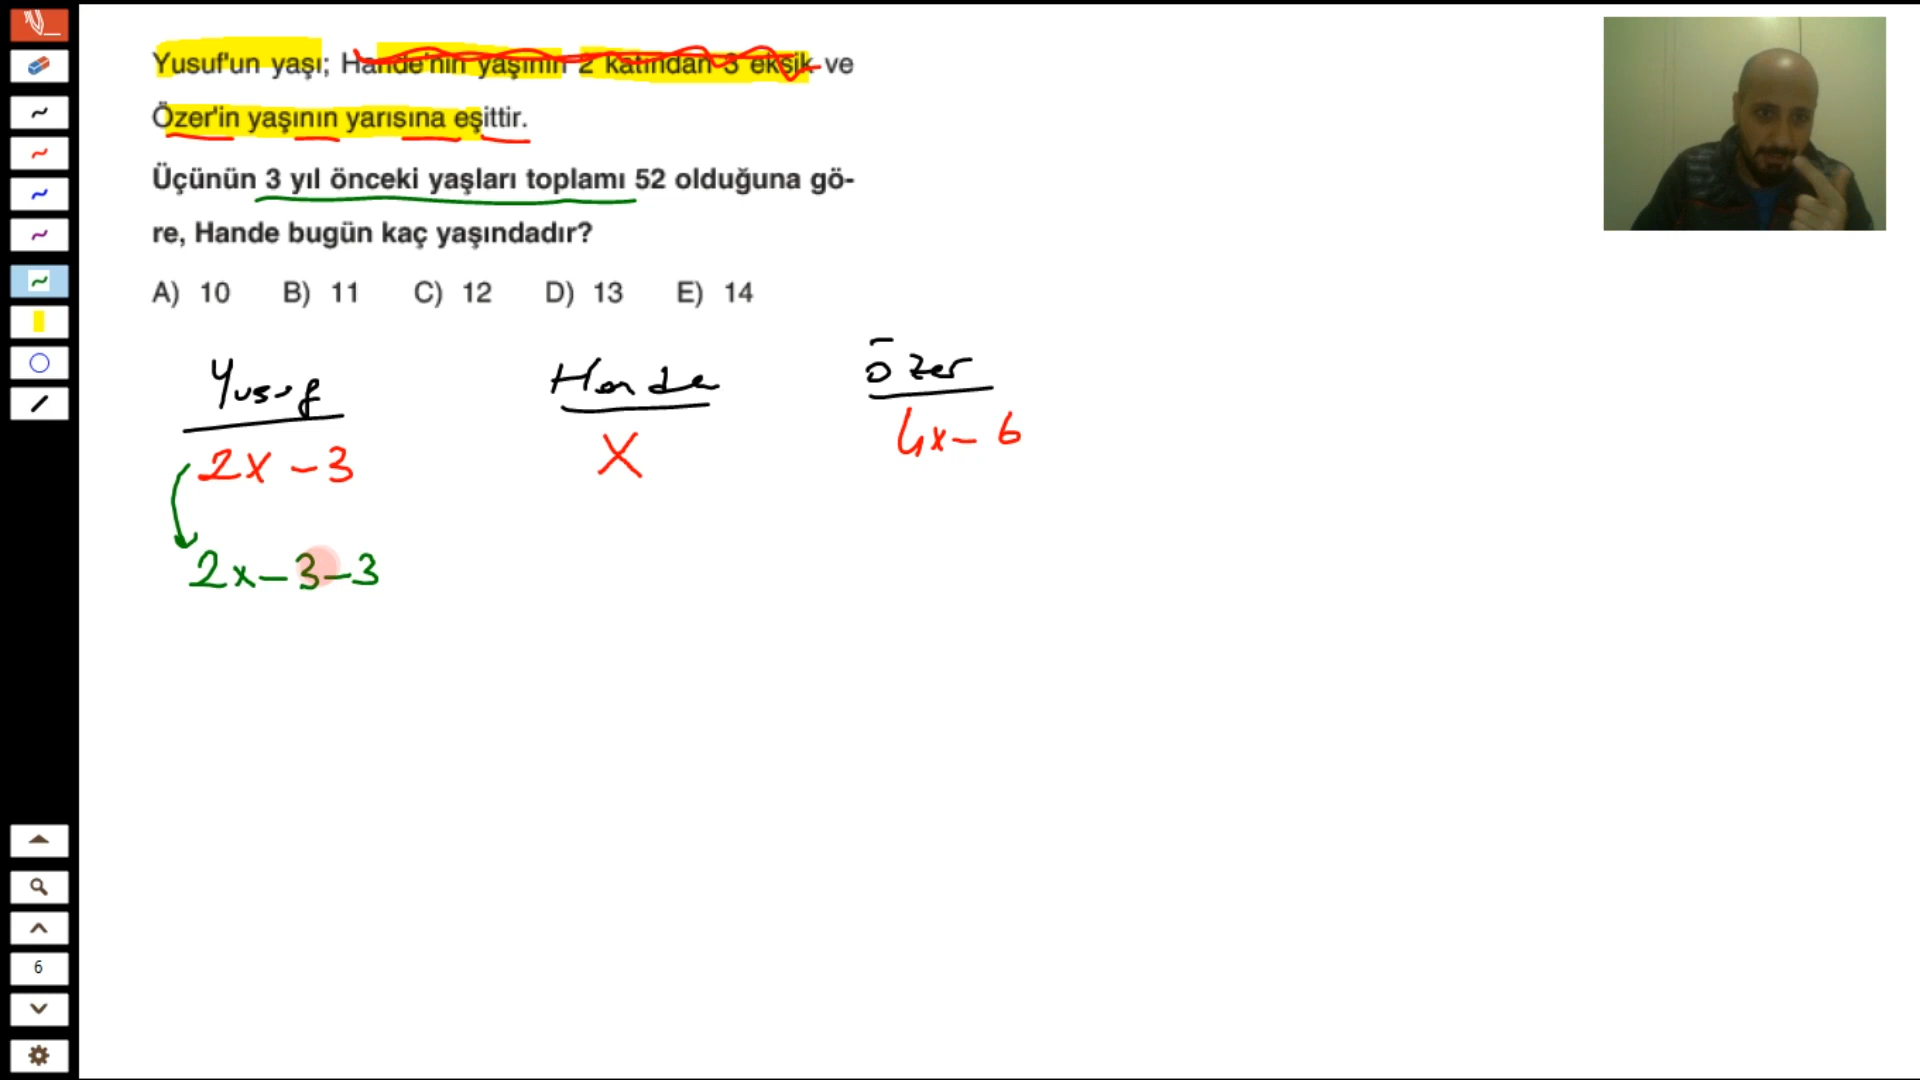 Yusuf'un yaşı; Hande'nin yaşının 2 katından 3 eksik ve
Özer'in yaşının yarısına eşittir.
Üçünün 3 yıl önceki yaşları toplamı 52 olduğuna gö-
re, Hande bugün kaç yaşındadır?
A) 10 B) 11 C) 12 D) 13 E) 14
Yusuf Hande Özer
2x - 3 X 4x - 6
2x - 3 - 3
6